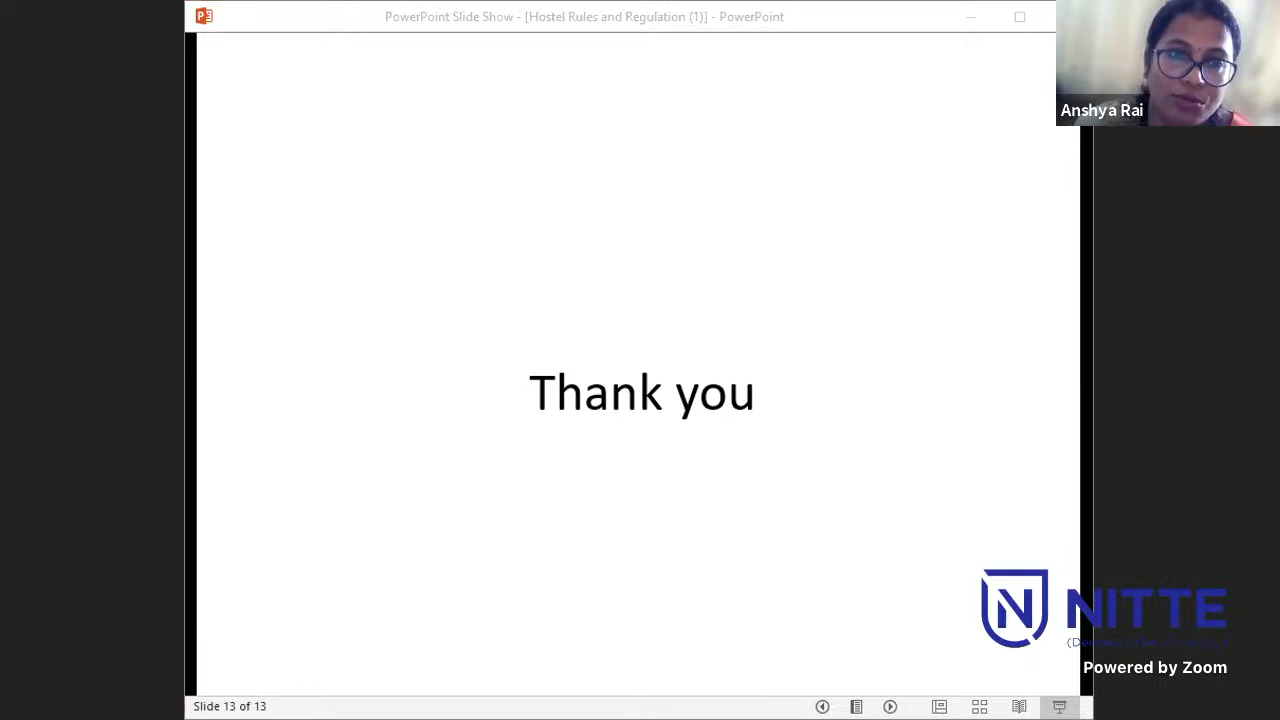 PowerPoint Slide Show - [Hostel Rules and Regulation (1)] - PowerPoint
Anshya Rai
Thank you
N NITTE
Powered by Zoom
Slide 13 of 13